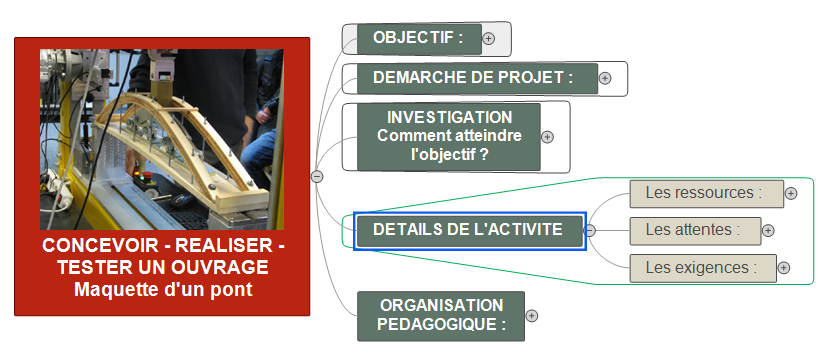 CONCEVOIR - REALISER -
TESTER UN OUVRAGE
Maquette d'un pont
OBJECTIF :
DEMARCHE DE PROJET :
INVESTIGATION
Comment atteindre
l'objectif ?
DETAILS DE L'ACTIVITE
Les ressources :
Les attentes :
Les exigences :
ORGANISATION
PEDAGOGIQUE :